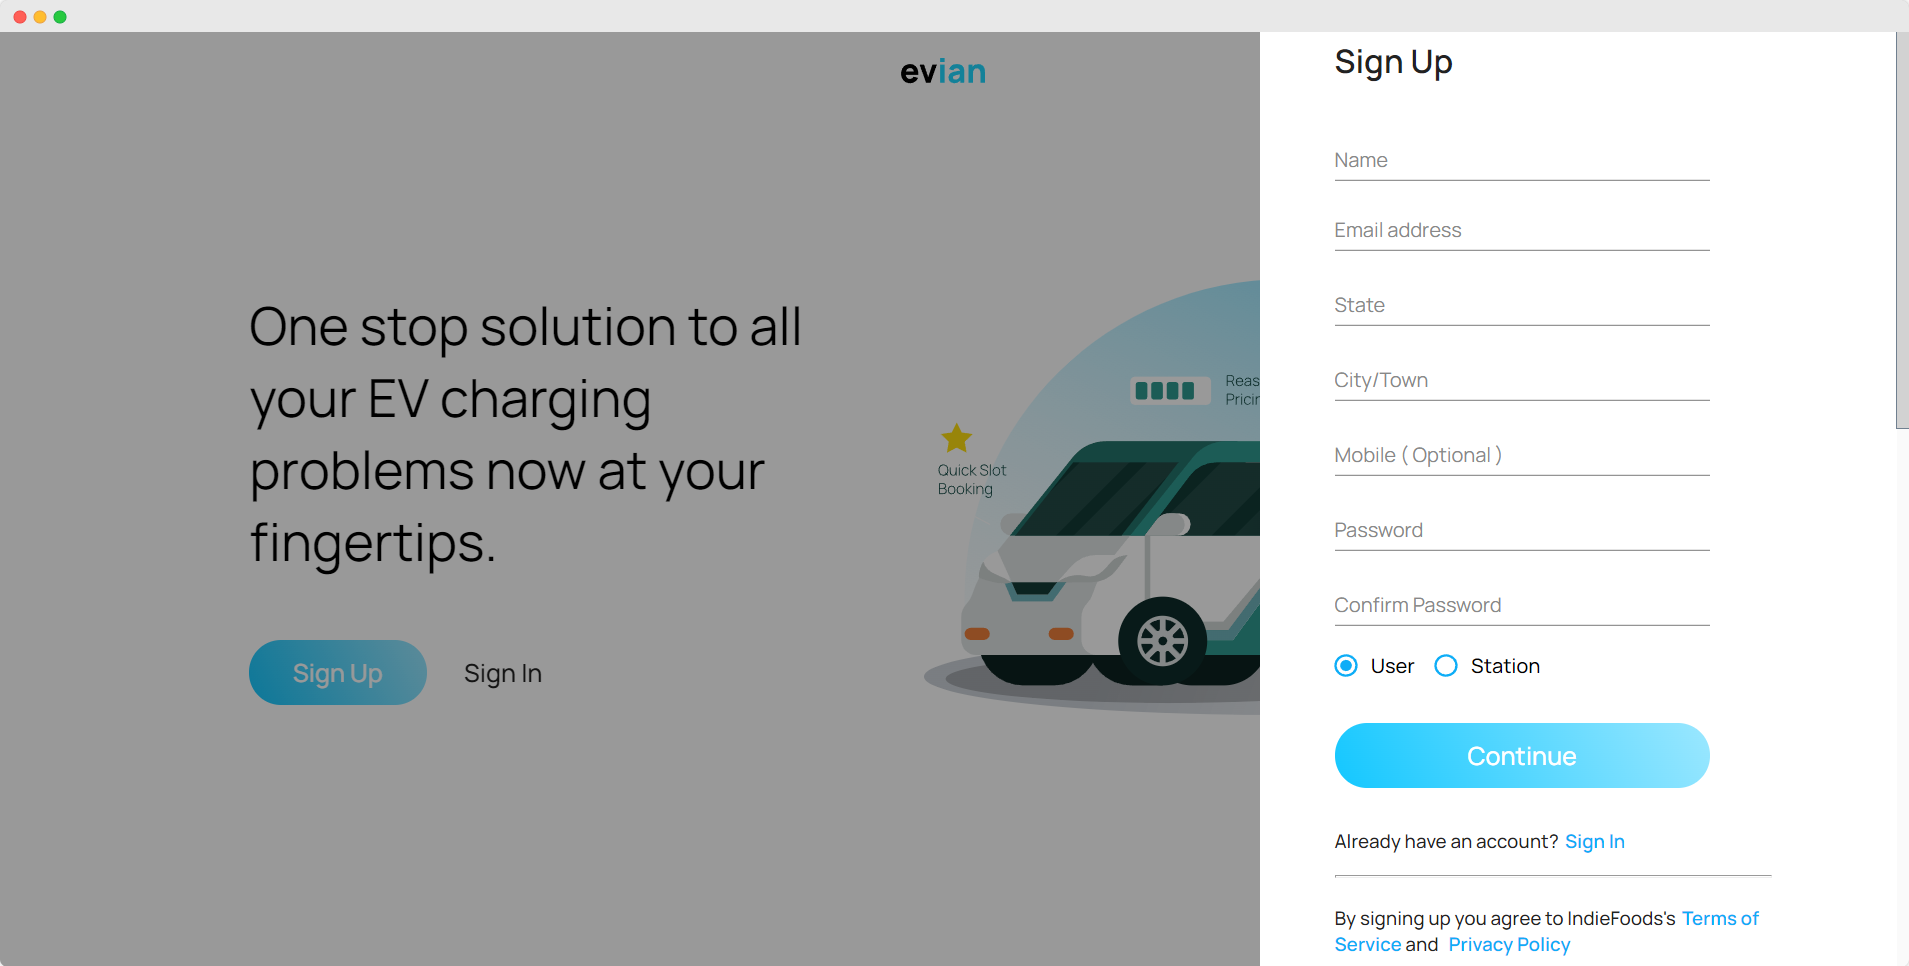 evian
One stop solution to all
your EV charging
problems now at your
fingertips.
Sign Up
Sign In
Quick Slot
Booking
Sign Up
Name
Email address
State
City/Town
Mobile ( Optional )
Password
Confirm Password
User
Station
Continue
Already have an account? Sign In
By signing up you agree to IndieFoods's Terms of
Service and Privacy Policy